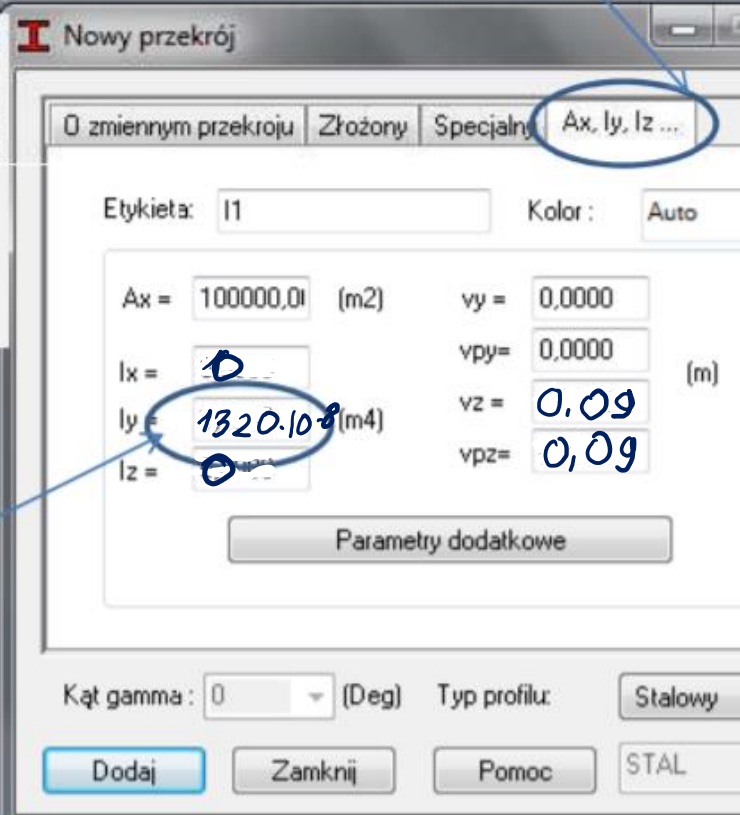 Nowy przekrój
O zmiennym przekroju Złożony Specjalny Ax, Iy, Iz ...
Etykieta: I1 Kolor : Auto
Ax = 100000,0 (m2) vy = 0,0000
vpy= 0,0000
Ix = 0 (m)
Iy = 1320.10-8 (m4) vz = 0.09
Iz = 0 vpz= 0,09
Parametry dodatkowe
Kąt gamma : 0 (Deg) Typ profilu: Stalowy
Dodaj Zamknij Pomoc STAL